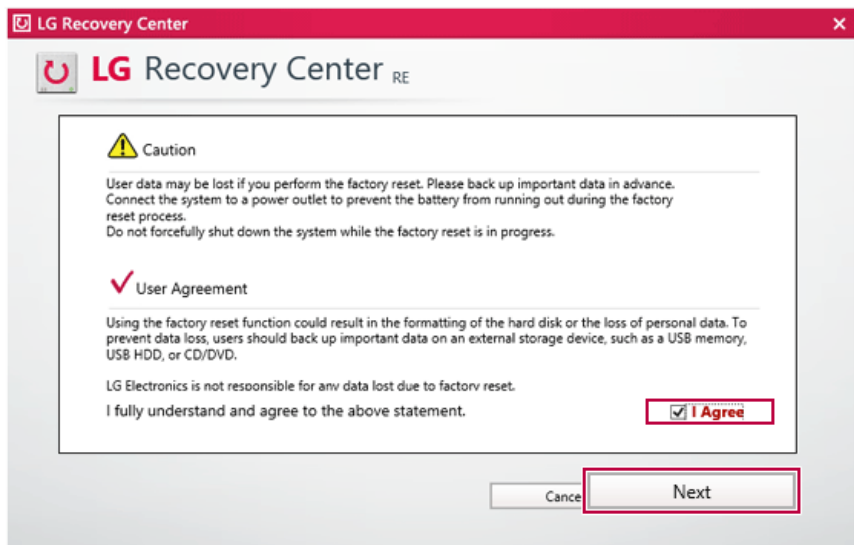 LG Recovery Center
LG Recovery Center RE
Caution
User data may be lost if you perform the factory reset. Please back up important data in advance.
Connect the system to a power outlet to prevent the battery from running out during the factory
reset process.
Do not forcefully shut down the system while the factory reset is in progress.
User Agreement
Using the factory reset function could result in the formatting of the hard disk or the loss of personal data. To
prevent data loss, users should back up important data on an external storage device, such as a USB memory,
USB HDD, or CD/DVD.
LG Electronics is not responsible for any data lost due to factory reset.
I fully understand and agree to the above statement.
I Agree
Cance
Next